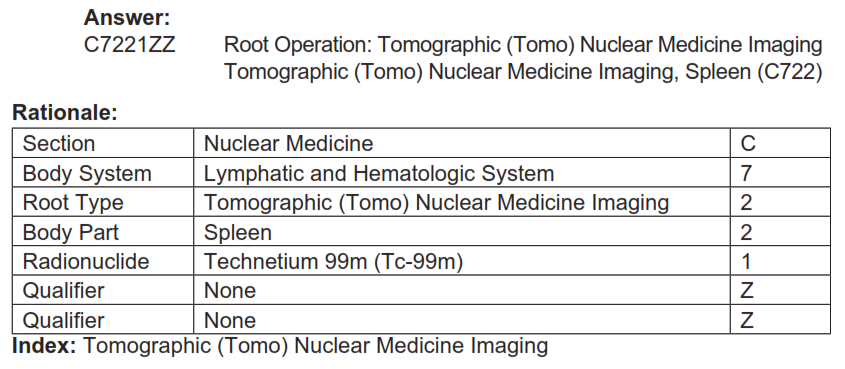 Answer:
C7221ZZ Root Operation: Tomographic (Tomo) Nuclear Medicine Imaging
Tomographic (Tomo) Nuclear Medicine Imaging, Spleen (C722)
Rationale:
Section Nuclear Medicine C
Body System Lymphatic and Hematologic System 7
Root Type Tomographic (Tomo) Nuclear Medicine Imaging 2
Body Part Spleen 2
Radionuclide Technetium 99m (Tc-99m) 1
Qualifier None Z
Qualifier None Z
Index: Tomographic (Tomo) Nuclear Medicine Imaging